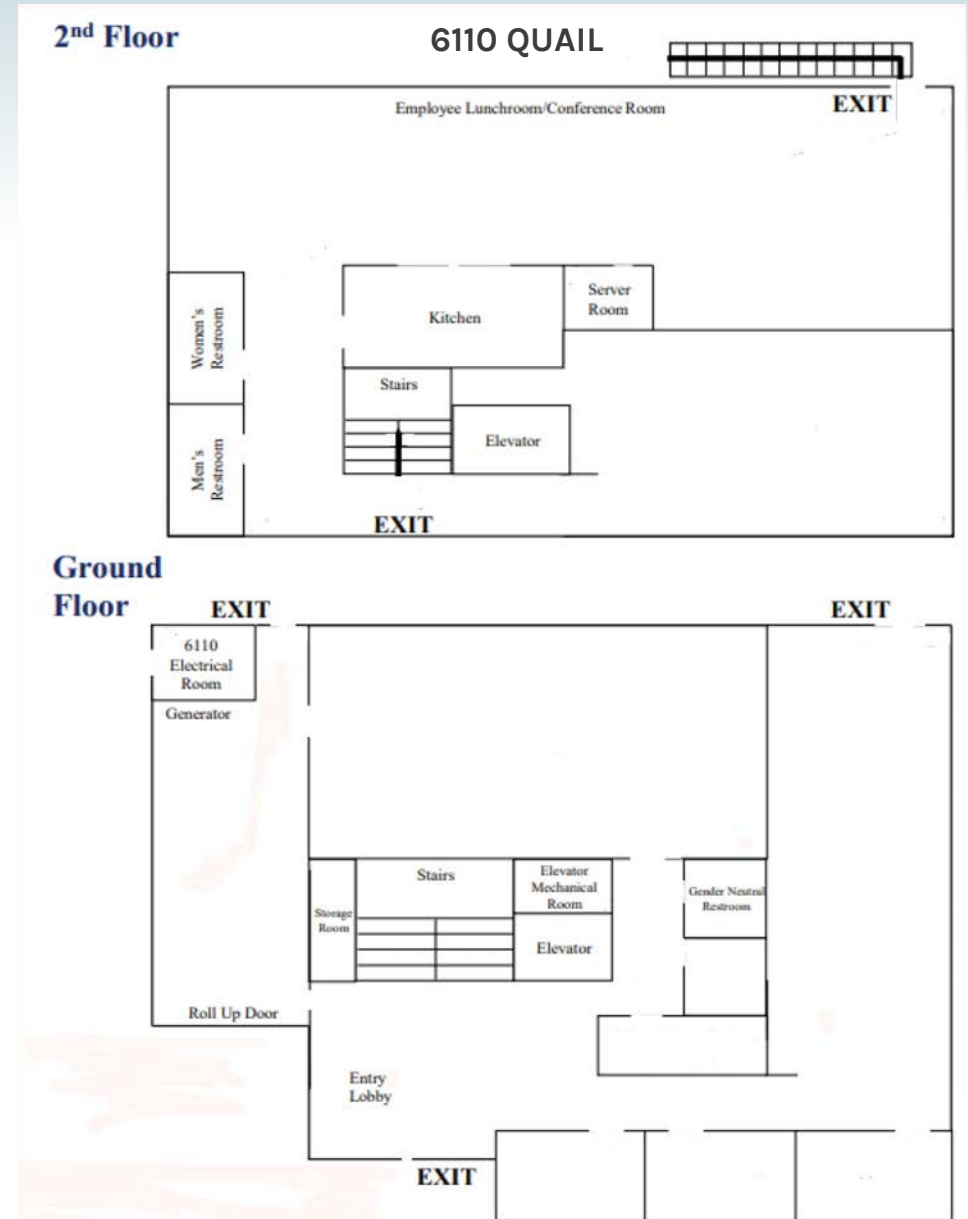 2nd Floor
6110 QUAIL
Employee Lunchroom/Conference Room
EXIT
Server
Room
Kitchen
Women's
Restroom
Stairs
Elevator
Men's
Restroom
EXIT
Ground
Floor
EXIT
EXIT
6110
Electrical
Room
Generator
Stairs
Elevator
Mechanical
Room
Gender Neutral
Restroom
Storage
Room
Elevator
Roll Up Door
Entry
Lobby
EXIT